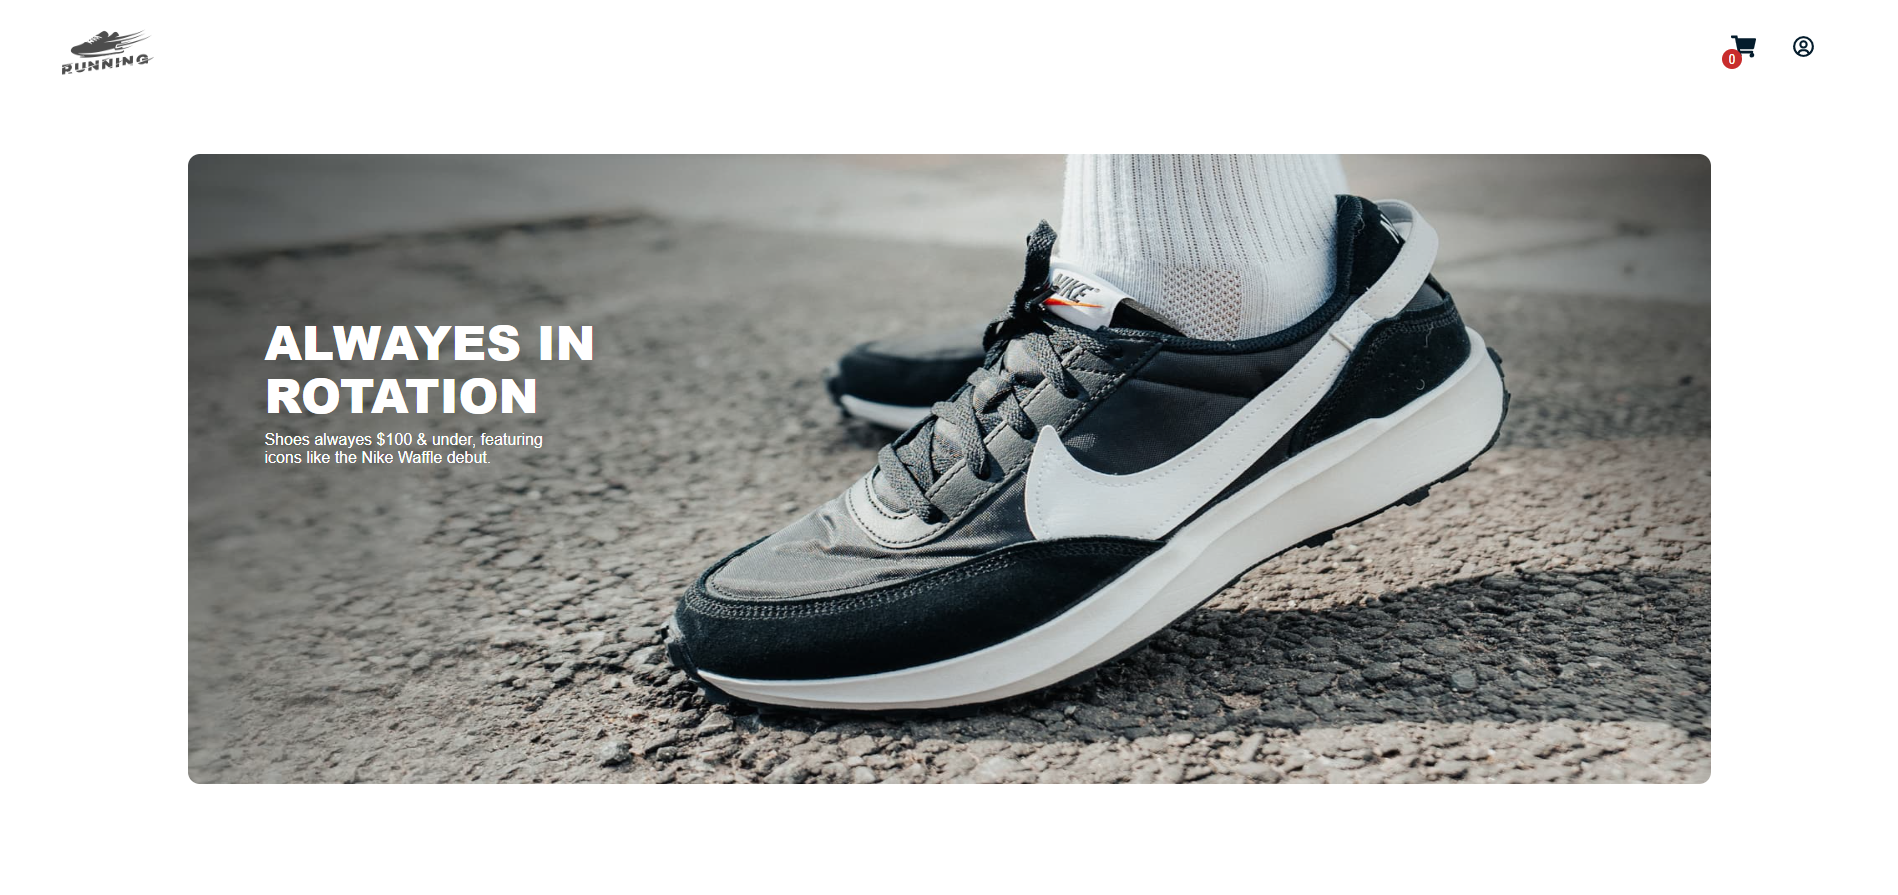 RUNNING
0
NIKE
ALWAYES IN
ROTATION
Shoes alwayes $100 & under, featuring
icons like the Nike Waffle debut.